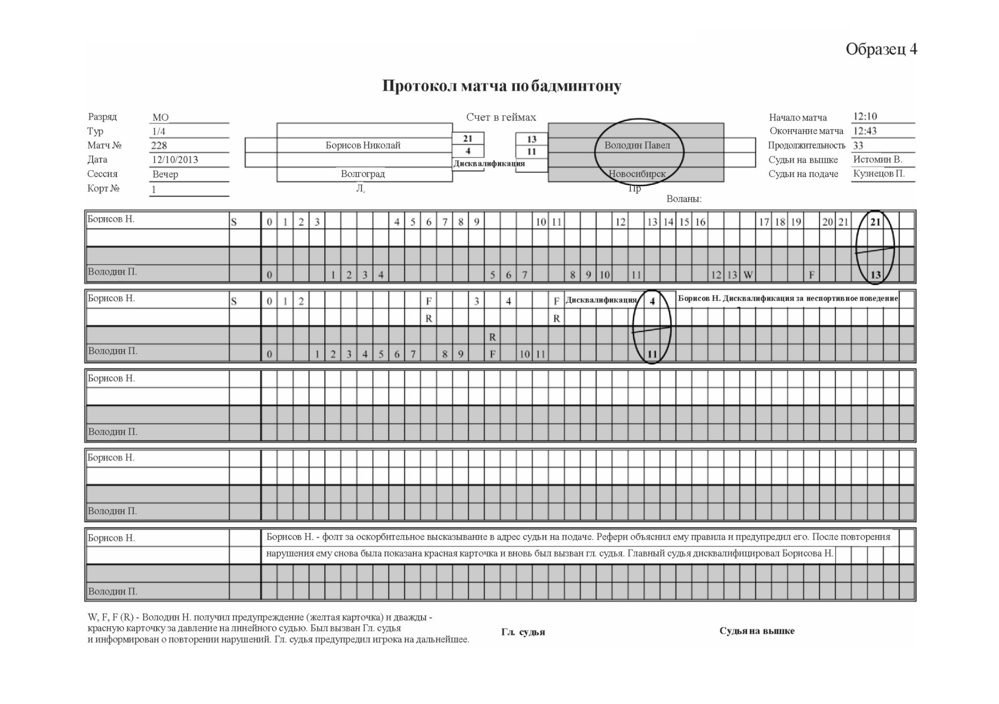 Образец 4
Протокол матча по бадминтону
Разряд МО Счет в геймах Начало матча 12:10
Тур 1/4 Окончание матча 12:43
21 13
Матч № 228 Борисов Николай Володин Павел Продолжительность 33
4 11
Дата 12/10/2013 Судьи на вышке Истомин В.
Дисквалификация
Сессия Вечер Волгоград Новосибирск Судьи на подаче Кузнецов П.
Корт № 1 Л, Пр
Воланы:
Борисов Н. S 0 1 2 3 4 5 6 7 8 9 10 11 12 13 14 15 16 17 18 19 20 21 21
Володин П. 0 1 2 3 4 5 6 7 8 9 10 11 12 13 W F 13
Борисов Н. S 0 1 2 F 3 4 F Дисквалификация 4 Борисов Н. Дисквалификация за неспортивное поведение
R R
R
Володин П. 0 1 2 3 4 5 6 7 8 9 F 10 11 11
Борисов Н.
Володин П.
Борисов Н.
Володин П.
Борисов Н. Борисов Н. - фолт за оскорбительное высказывание в адрес судьи на подаче. Рефери объяснил ему правила и предупредил его. После повторения
нарушения ему снова была показана красная карточка и вновь был вызван гл. судья. Главный судья дисквалифицировал Борисова Н.
Володин П.
W, F, F (R) - Володин Н. получил предупреждение (желтая карточка) и дважды -
красную карточку за давление на линейного судью. Был вызван Гл. судья
и информирован о повторении нарушений. Гл. судья предупредил игрока на дальнейшее.
Гл. судья Судья на вышке